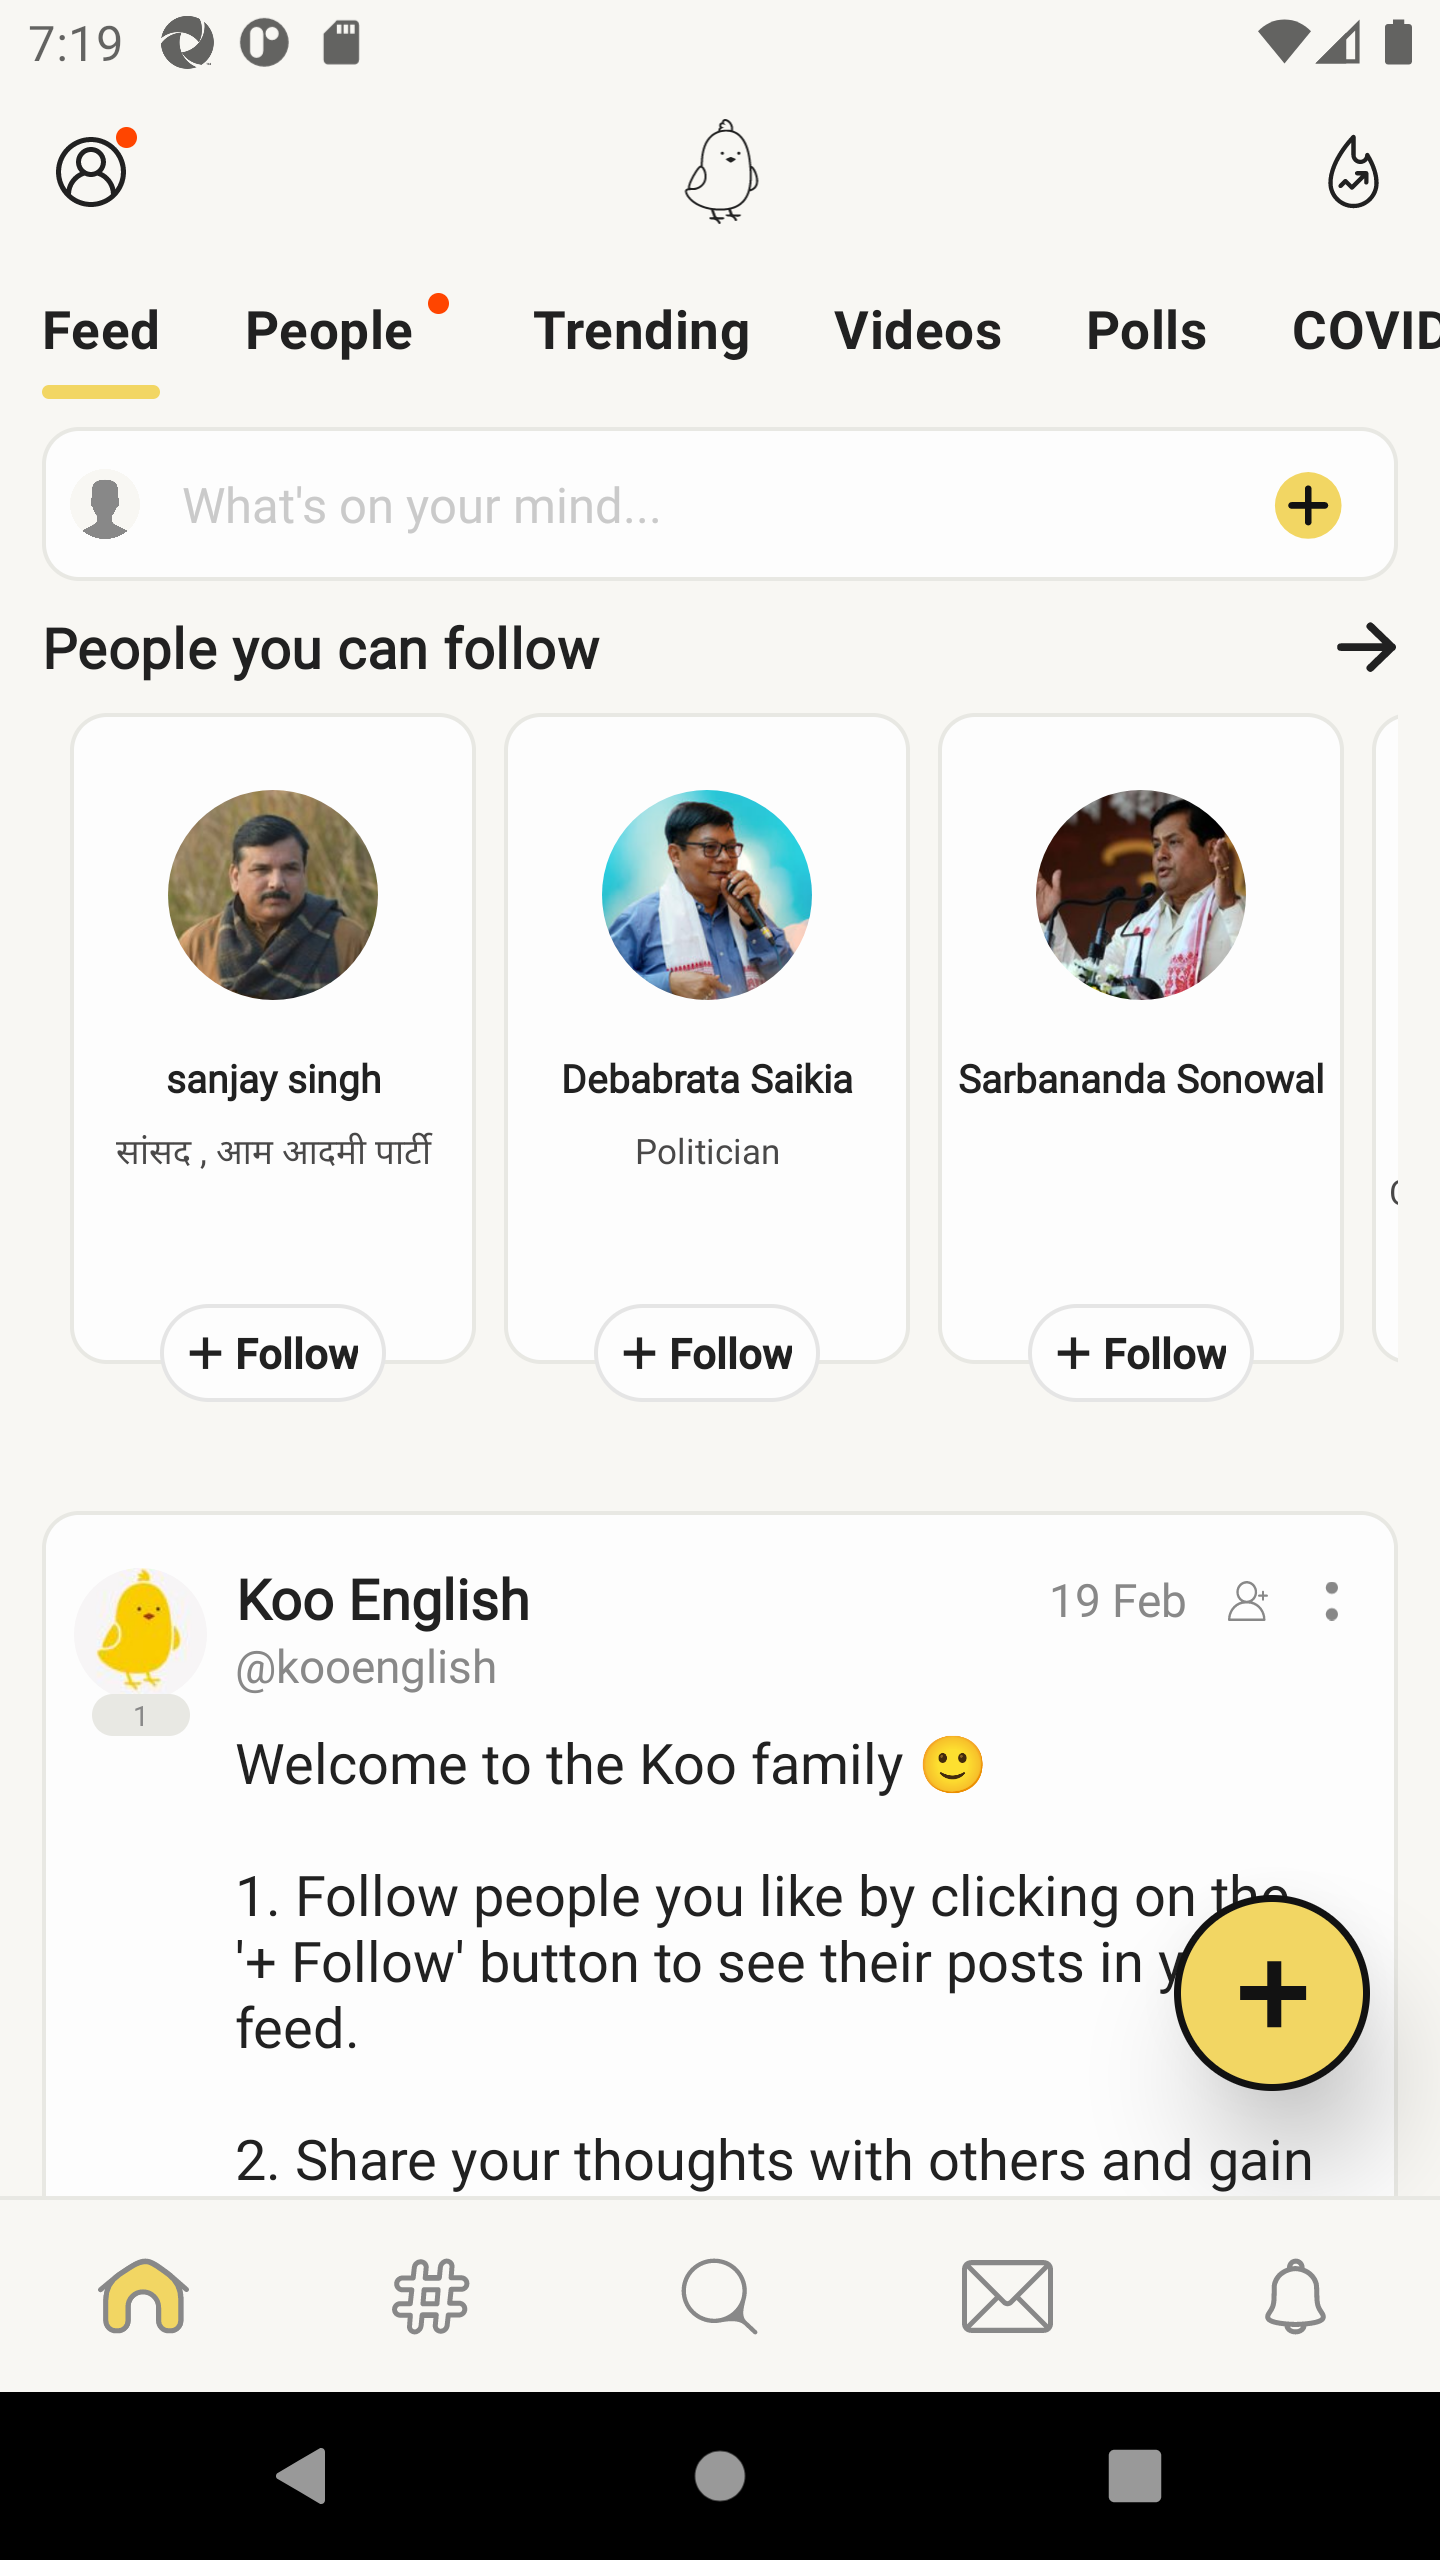 7:19
Feed People Trending Videos Polls COVID
What's on your mind...
People you can follow
sanjay singh
सांसद , आम आदमी पार्टी
+ Follow
Debabrata Saikia
Politician
+ Follow
Sarbananda Sonowal
+ Follow
Koo English 19 Feb
@kooenglish
1
Welcome to the Koo family 🙂
1. Follow people you like by clicking on the
'+ Follow' button to see their posts in
feed.
2. Share your thoughts with others and gain